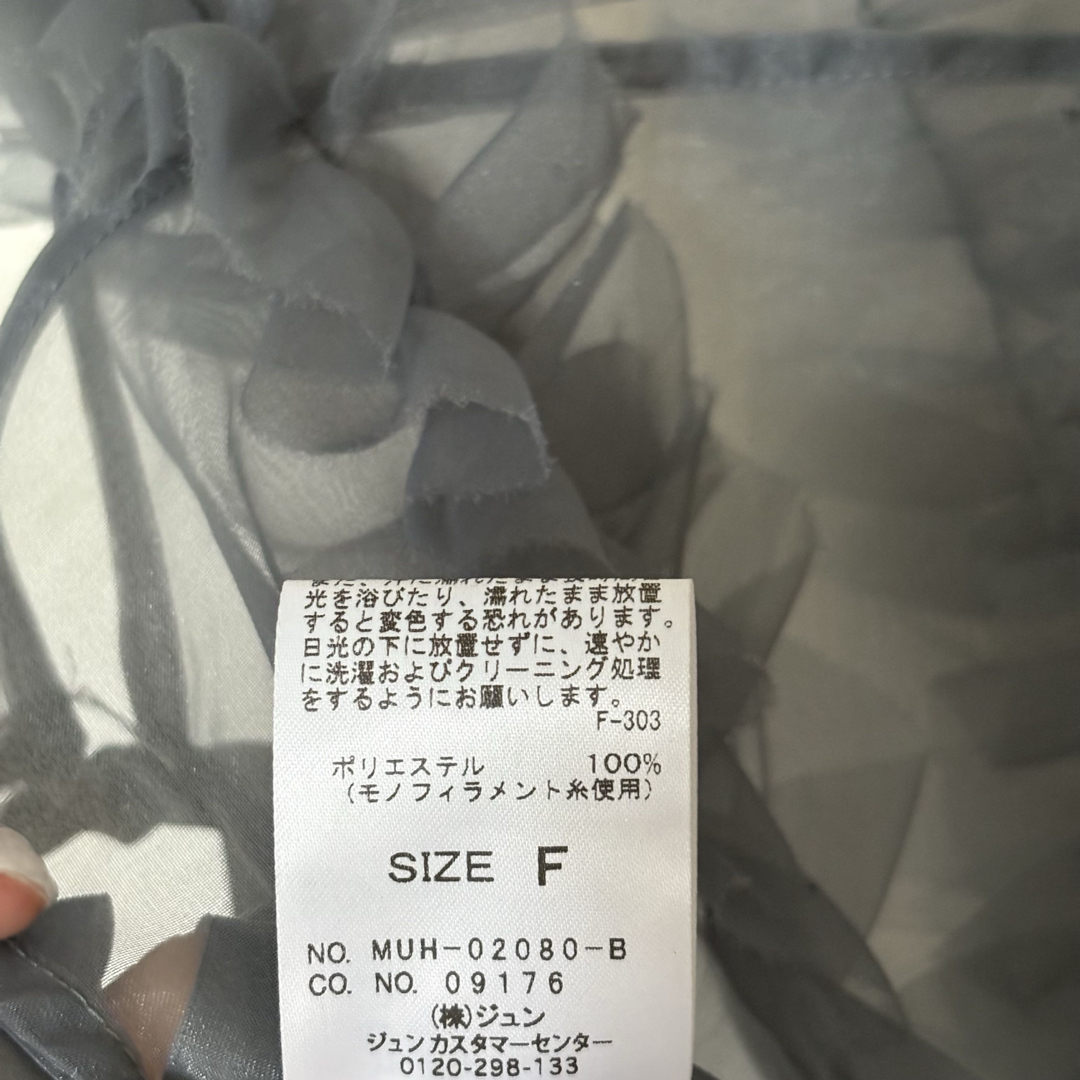 光を浴びたり、濡れたまま放置
すると変色する恐れがあります。
日光の下に放置せずに、速やか
に洗濯およびクリーニング処理
をするようにお願いします。
F-303
ポリエステル 100%
(モノフィラメント糸使用)
SIZE F
NO. MUH-02080-B
CO. NO. 09176
(株)ジュン
ジュンカスタマーセンター
0120-298-133